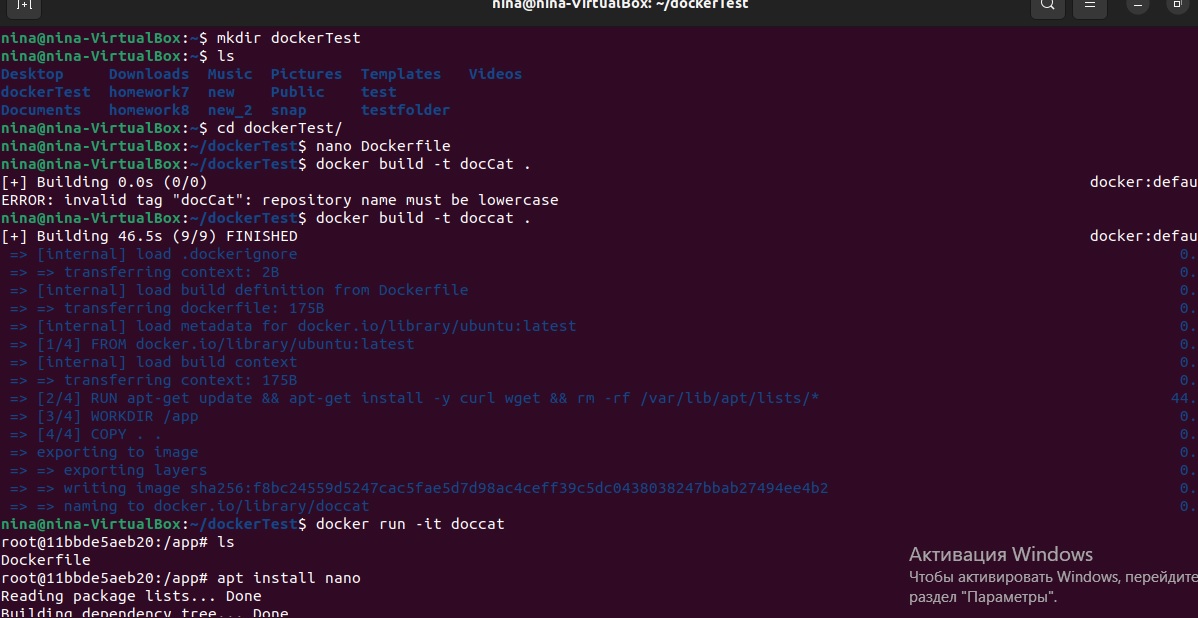 nina@nina-VirtualBox: ~/dockerTest
nina@nina-VirtualBox:~$ mkdir dockerTest
nina@nina-VirtualBox:~$ ls
Desktop     Downloads  Music  Pictures  Templates   Videos
dockerTest  homework7  new    Public    test
Documents   homework8  new_2  snap      testfolder
nina@nina-VirtualBox:~$ cd dockerTest/
nina@nina-VirtualBox:~/dockerTest$ nano Dockerfile
nina@nina-VirtualBox:~/dockerTest$ docker build -t docCat .
[+] Building 0.0s (0/0) docker:defau
ERROR: invalid tag "docCat": repository name must be lowercase
nina@nina-VirtualBox:~/dockerTest$ docker build -t doccat .
[+] Building 46.5s (9/9) FINISHED docker:defau
=> [internal] load .dockerignore 0.
=> => transferring context: 2B 0.
=> [internal] load build definition from Dockerfile 0.
=> => transferring dockerfile: 175B 0.
=> [internal] load metadata for docker.io/library/ubuntu:latest 0.
=> [1/4] FROM docker.io/library/ubuntu:latest 0.
=> [internal] load build context 0.
=> => transferring context: 175B 0.
=> [2/4] RUN apt-get update && apt-get install -y curl wget && rm -rf /var/lib/apt/lists/* 44.
=> [3/4] WORKDIR /app 0.
=> [4/4] COPY . . 0.
=> exporting to image 0.
=> => exporting layers 0.
=> => writing image sha256:f8bc24559d5247cac5fae5d7d98ac4ceff39c5dc0438038247bbab27494ee4b2 0.
=> => naming to docker.io/library/doccat 0.
nina@nina-VirtualBox:~/dockerTest$ docker run -it doccat
root@11bbde5aeb20:/app# ls
Dockerfile
root@11bbde5aeb20:/app# apt install nano
Reading package lists... Done
Building dependency tree... Done
Активация Windows
Чтобы активировать Windows, перейдите
раздел "Параметры".